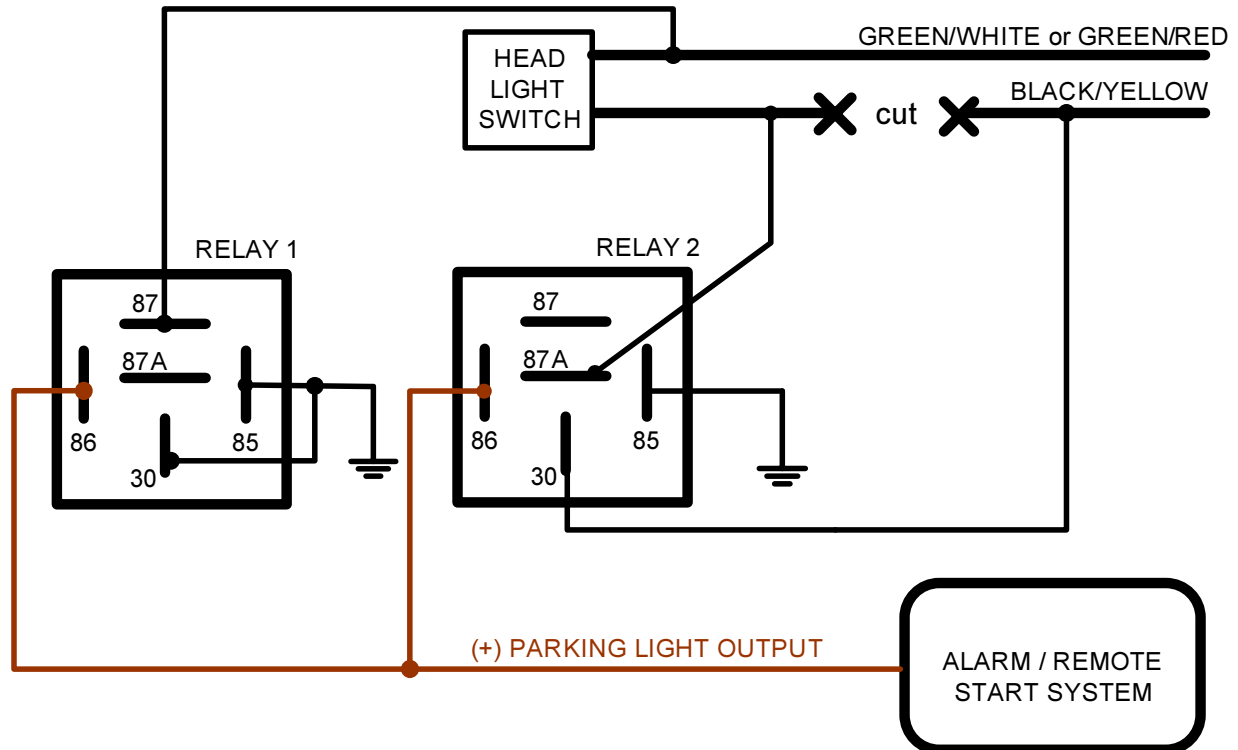 GREEN/WHITE or GREEN/RED
HEAD
LIGHT
SWITCH
BLACK/YELLOW
cut
RELAY 1
87
87A
86
85
30
RELAY 2
87
87A
86
85
30
(+) PARKING LIGHT OUTPUT
ALARM / REMOTE
START SYSTEM